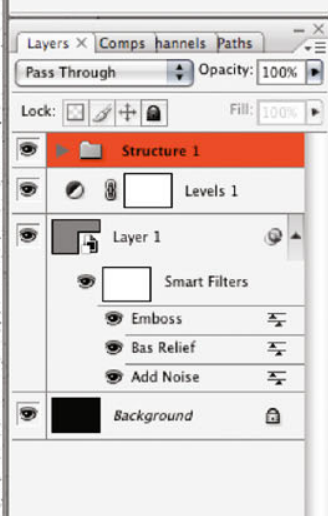 Layers × Comps hannels Paths
Pass Through Opacity: 100%
Lock: Fill: 100%
Structure 1
Levels 1
Layer 1
Smart Filters
Emboss
Bas Relief
Add Noise
Background